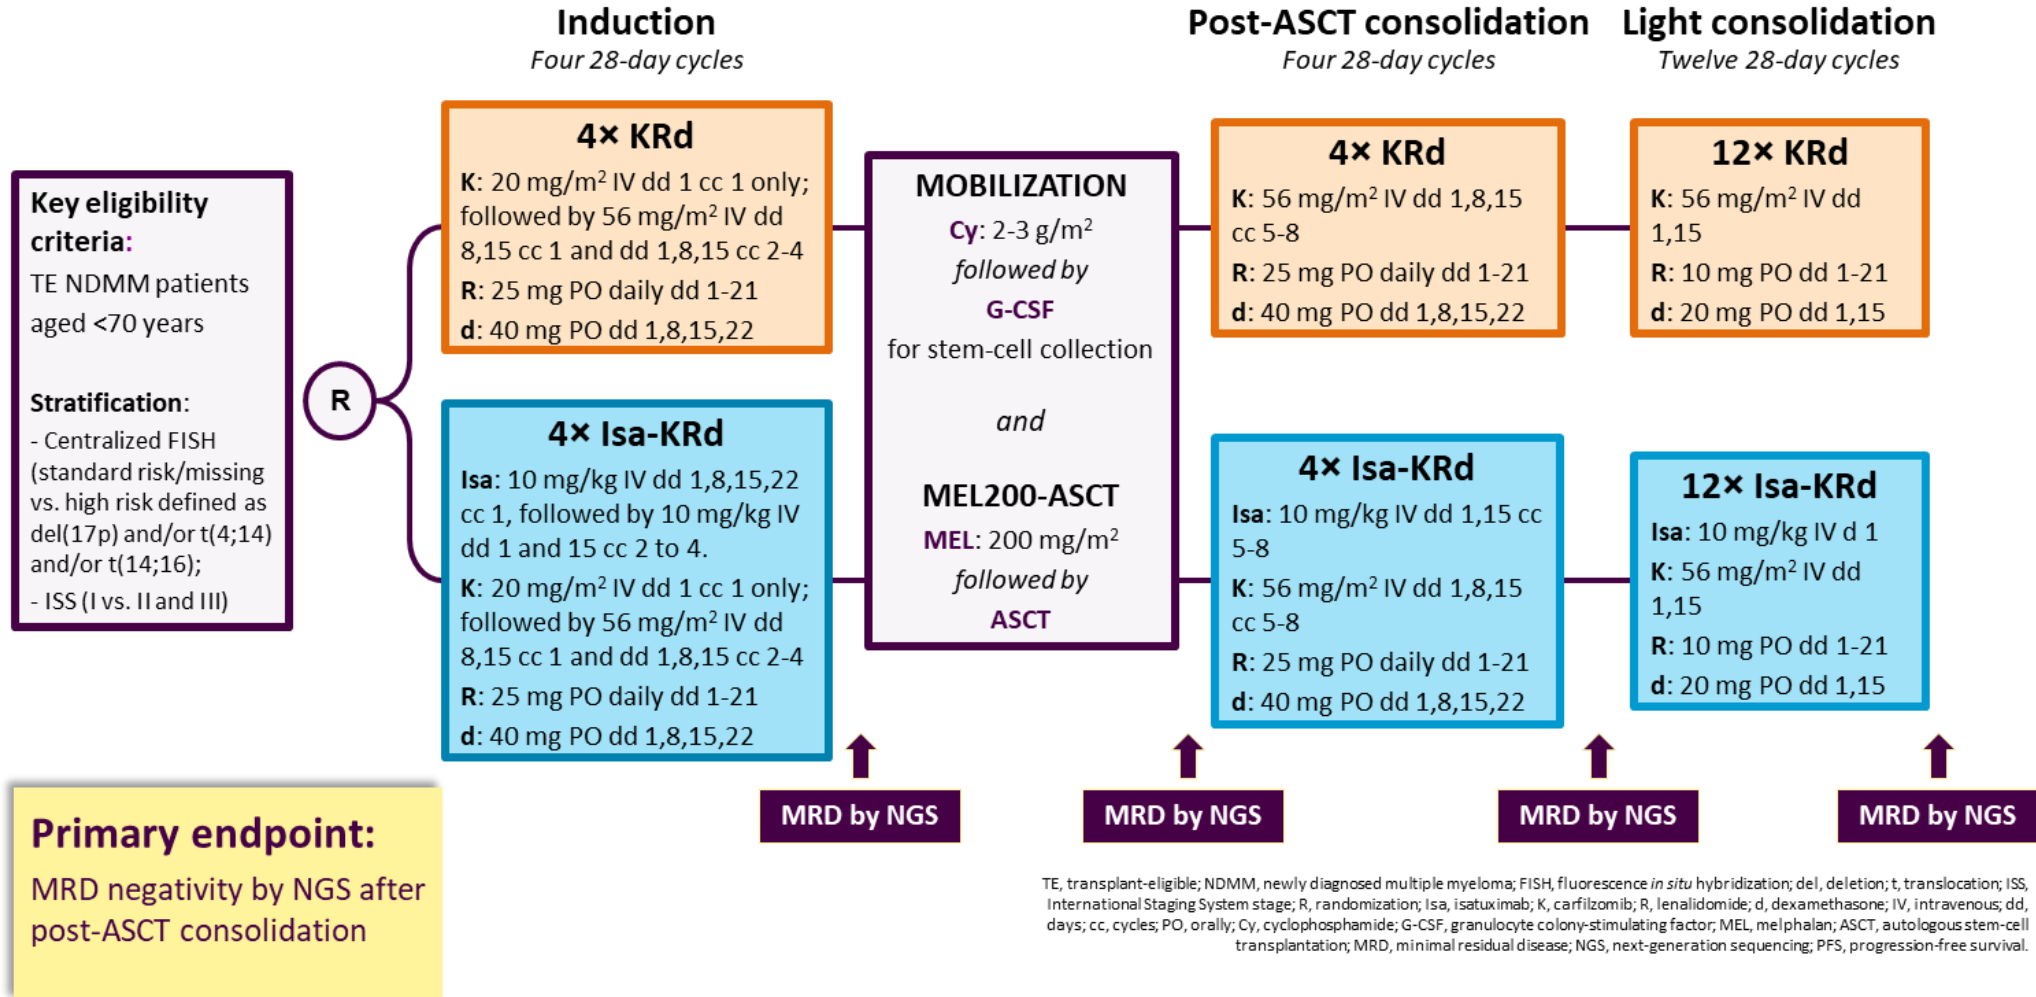 Induction
Four 28-day cycles
Post-ASCT consolidation
Four 28-day cycles
Light consolidation
Twelve 28-day cycles
Key eligibility
criteria:
TE NDMM patients
aged <70 years
Stratification:
- Centralized FISH
(standard risk/missing
vs. high risk defined as
del(17p) and/or t(4;14)
and/or t(14;16);
- ISS (I vs. II and III)
R
4× KRd
K: 20 mg/m² IV dd 1 cc 1 only;
followed by 56 mg/m² IV dd
8,15 cc 1 and dd 1,8,15 cc 2-4
R: 25 mg PO daily dd 1-21
d: 40 mg PO dd 1,8,15,22
4× Isa-KRd
Isa: 10 mg/kg IV dd 1,8,15,22
cc 1, followed by 10 mg/kg IV
dd 1 and 15 cc 2 to 4.
K: 20 mg/m² IV dd 1 cc 1 only;
followed by 56 mg/m² IV dd
8,15 cc 1 and dd 1,8,15 cc 2-4
R: 25 mg PO daily dd 1-21
d: 40 mg PO dd 1,8,15,22
MOBILIZATION
Cy: 2-3 g/m²
followed by
G-CSF
for stem-cell collection
and
MEL200-ASCT
MEL: 200 mg/m²
followed by
ASCT
4× KRd
K: 56 mg/m² IV dd 1,8,15
cc 5-8
R: 25 mg PO daily dd 1-21
d: 40 mg PO dd 1,8,15,22
4× Isa-KRd
Isa: 10 mg/kg IV dd 1,15 cc
5-8
K: 56 mg/m² IV dd 1,8,15
cc 5-8
R: 25 mg PO daily dd 1-21
d: 40 mg PO dd 1,8,15,22
12× KRd
K: 56 mg/m² IV dd
1,15
R: 10 mg PO dd 1-21
d: 20 mg PO dd 1,15
12× Isa-KRd
Isa: 10 mg/kg IV d 1
K: 56 mg/m² IV dd
1,15
R: 10 mg PO dd 1-21
d: 20 mg PO dd 1,15
MRD by NGS
MRD by NGS
MRD by NGS
MRD by NGS
Primary endpoint:
MRD negativity by NGS after
post-ASCT consolidation
TE, transplant-eligible; NDMM, newly diagnosed multiple myeloma; FISH, fluorescence in situ hybridization; del, deletion; t, translocation; ISS,
International Staging System stage; R, randomization; Isa, isatuximab; K, carfilzomib; R, lenalidomide; d, dexamethasone; IV, intravenous; dd,
days; cc, cycles; PO, orally; Cy, cyclophosphamide; G-CSF, granulocyte colony-stimulating factor; MEL, melphalan; ASCT, autologous stem-cell
transplantation; MRD, minimal residual disease; NGS, next-generation sequencing; PFS, progression-free survival.